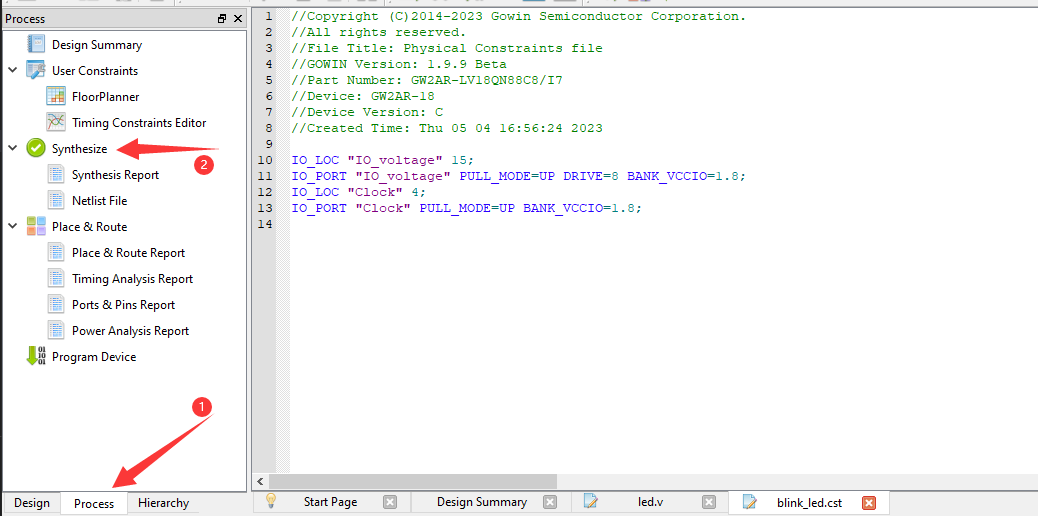 Process
Design Summary
User Constraints
FloorPlanner
Timing Constraints Editor
Synthesize
2
Synthesis Report
Netlist File
Place & Route
Place & Route Report
Timing Analysis Report
Ports & Pins Report
Power Analysis Report
Program Device
1
Design Process Hierarchy
1 //Copyright (C)2014-2023 Gowin Semiconductor Corporation.
2 //All rights reserved.
3 //File Title: Physical Constraints file
4 //GOWIN Version: 1.9.9 Beta
5 //Part Number: GW2AR-LV18QN88C8/I7
6 //Device: GW2AR-18
7 //Device Version: C
8 //Created Time: Thu 05 04 16:56:24 2023
9
10 IO_LOC "IO_voltage" 15;
11 IO_PORT "IO_voltage" PULL_MODE=UP DRIVE=8 BANK_VCCIO=1.8;
12 IO_LOC "Clock" 4;
13 IO_PORT "Clock" PULL_MODE=UP BANK_VCCIO=1.8;
14
Start Page Design Summary led.v blink_led.cst